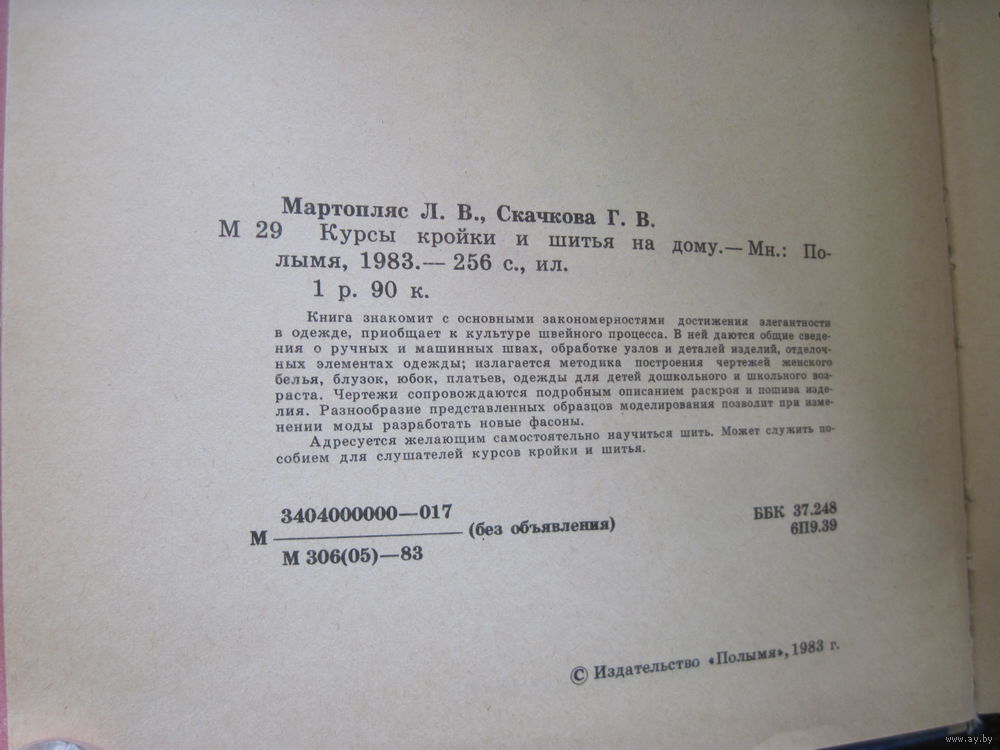 Мартопляс Л. В., Скачкова Г. В.
М 29 Курсы кройки и шитья на дому.— Мн.: По-
лымя, 1983.— 256 с., ил.
1 р. 90 к.
Книга знакомит с основными закономерностями достижения элегантности
в одежде, приобщает к культуре швейного процесса. В ней даются общие сведе-
ния о ручных и машинных швах, обработке узлов и деталей изделий, отделоч-
ных элементах одежды; излагается методика построения чертежей женского
белья, блузок, юбок, платьев, одежды для детей дошкольного и школьного воз-
раста. Чертежи сопровождаются подробным описанием раскроя и пошива изде-
лия. Разнообразие представленных образцов моделирования позволит при изме-
нении моды разработать новые фасоны.
Адресуется желающим самостоятельно научиться шить. Может служить по-
собием для слушателей курсов кройки и шитья.
3404000000—017
М (без объявления)
М 306(05)—83
ББК 37.248
6П9.39
© Издательство «Полымя», 1983 г.
www.ay.by